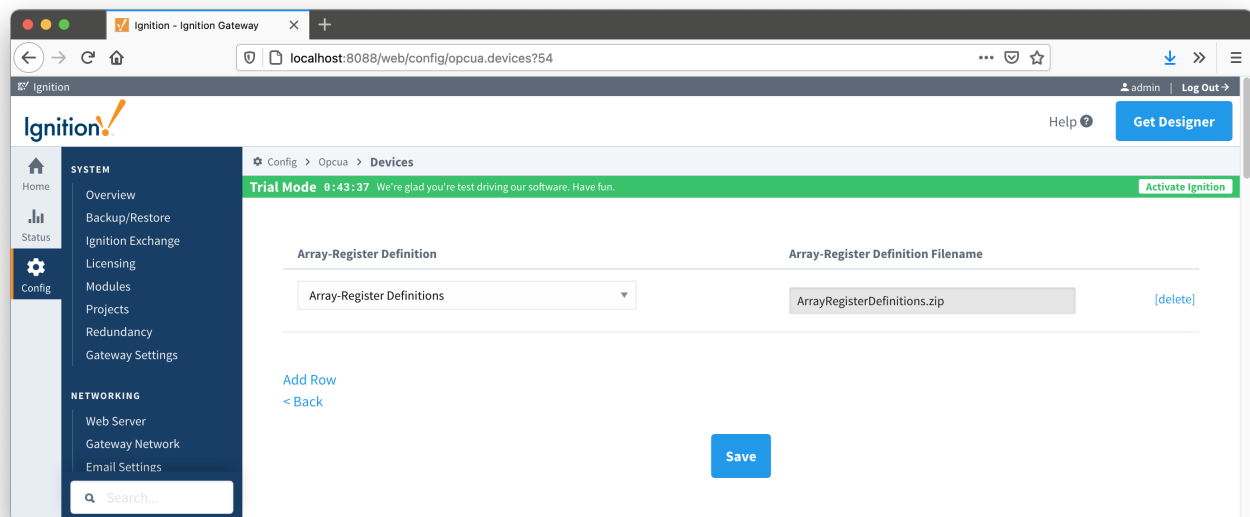 Ignition - Ignition Gateway
localhost:8088/web/config/opcua.devices?54
Ignition
admin | Log Out
Ignition!
Help
Get Designer
Config > Opcua > Devices
Trial Mode 0:43:37 We're glad you're test driving our software. Have fun.
Activate Ignition
Home
Status
Config
SYSTEM
Overview
Backup/Restore
Ignition Exchange
Licensing
Modules
Projects
Redundancy
Gateway Settings
NETWORKING
Web Server
Gateway Network
Email Settings
Search...
Array-Register Definition
Array-Register Definition Filename
Array-Register Definitions
ArrayRegisterDefinitions.zip
[delete]
Add Row
< Back
Save